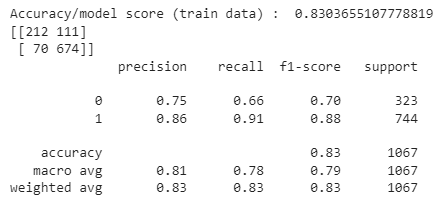 Accuracy/model score (train data) :  0.8303655107778819
[[212 111]
 [ 70 674]]
              precision    recall  f1-score   support

           0       0.75      0.66      0.70       323
           1       0.86      0.91      0.88       744

    accuracy                           0.83      1067
   macro avg       0.81      0.78      0.79      1067
weighted avg       0.83      0.83      0.83      1067